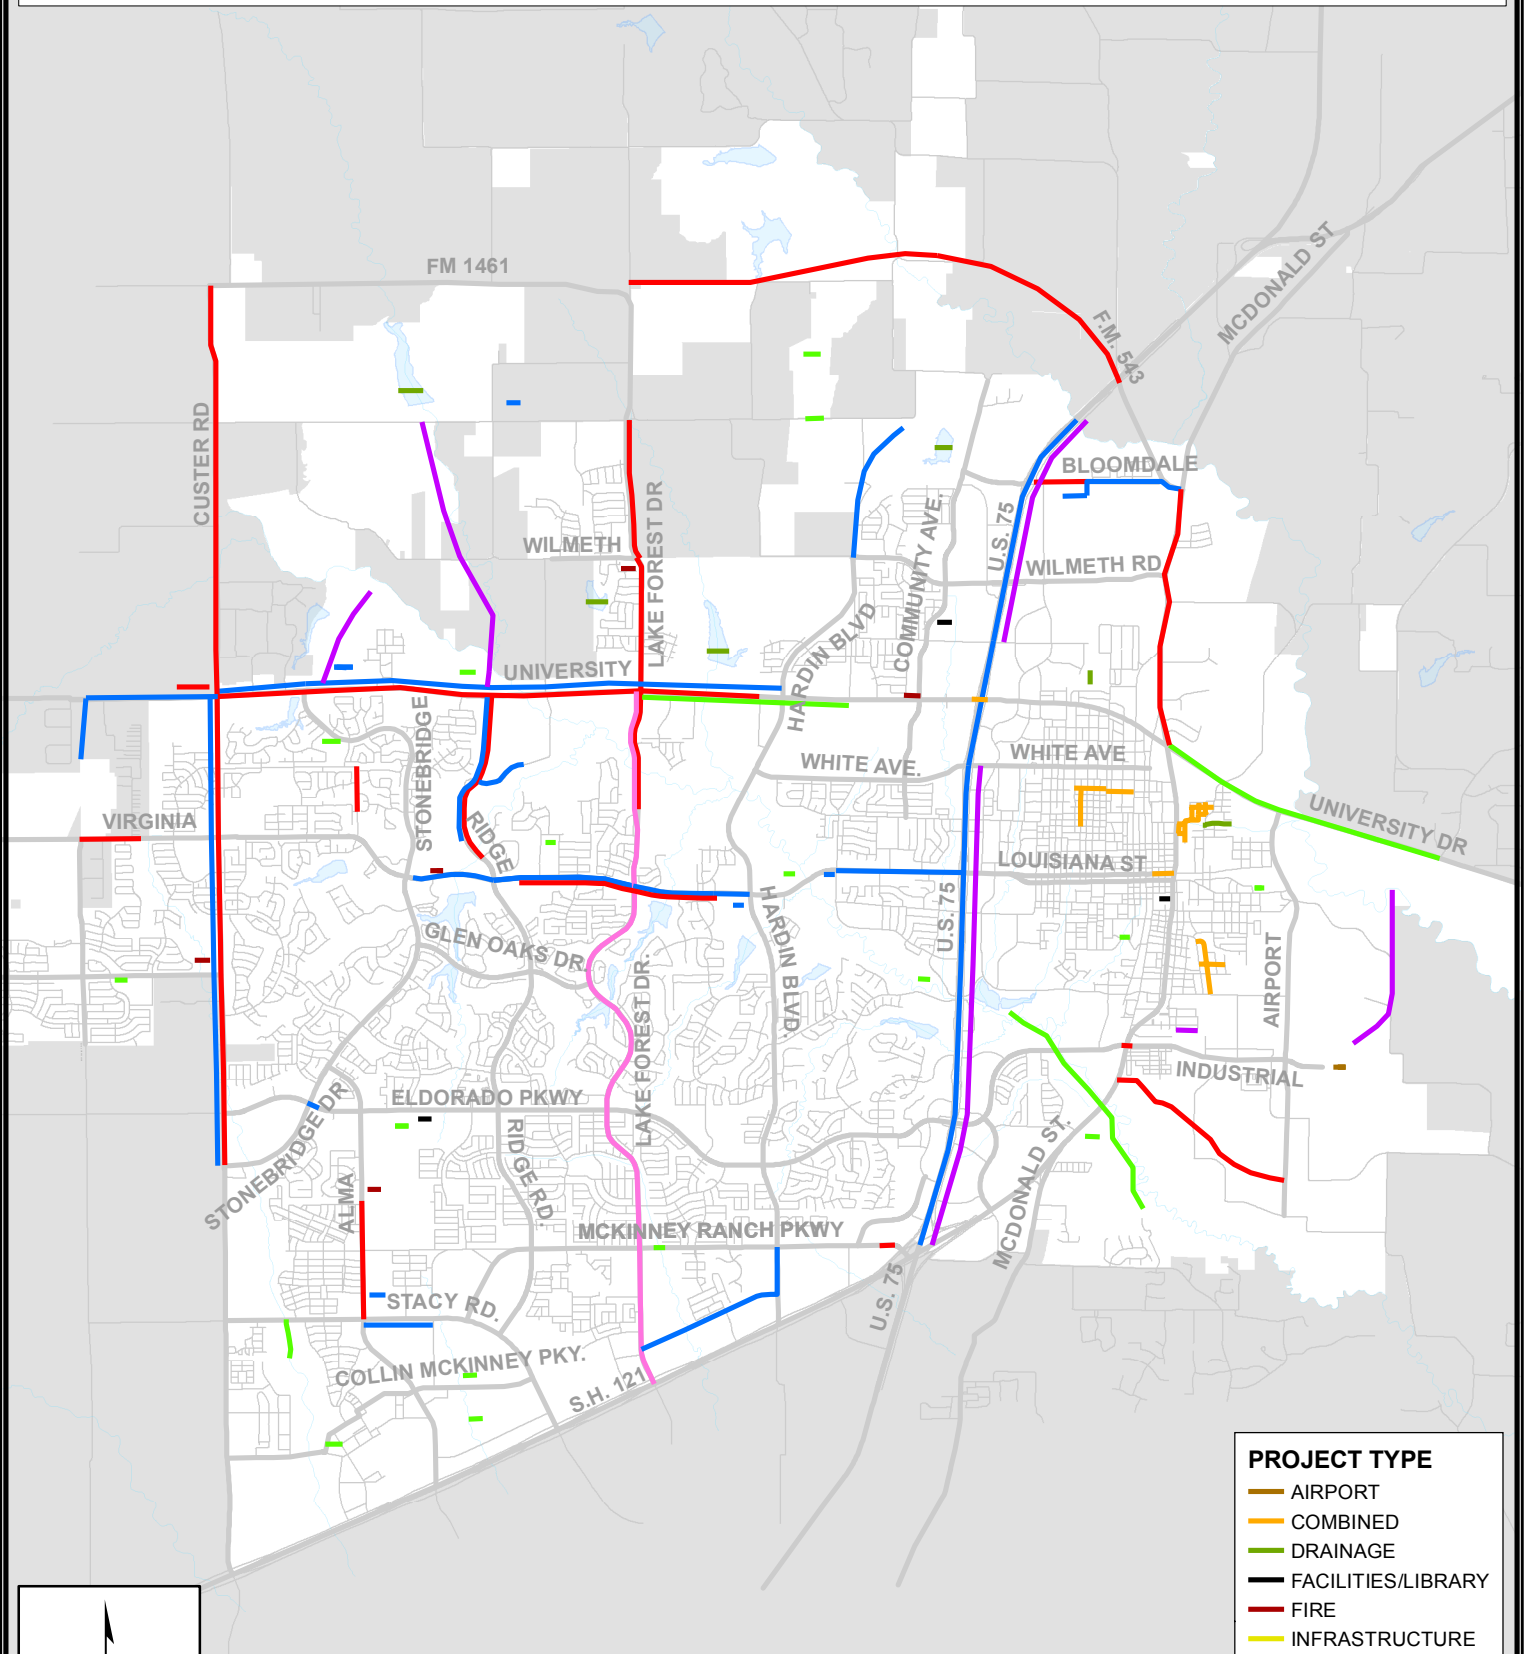 FM 1461
MCDONALD ST
F.M. 543
CUSTER RD
BLOOMDALE
LAKE FOREST DR
COMMUNITY AVE.
U.S. 75
WILMETH
WILMETH RD
HARDIN BLVD
UNIVERSITY
STONEBRIDGE
WHITE AVE.
WHITE AVE
VIRGINIA
RIDGE
UNIVERSITY DR
LOUISIANA ST
HARDIN BLVD.
U.S. 75
GLEN OAKS DR.
AIRPORT
LAKE FOREST DR.
INDUSTRIAL
ELDORADO PKWY
STONEBRIDGE DR
RIDGE RD.
MCDONALD ST.
ALMA
MCKINNEY RANCH PKWY
STACY RD.
U.S. 75
COLLIN MCKINNEY PKY.
S.H. 121
PROJECT TYPE
AIRPORT
COMBINED
DRAINAGE
FACILITIES/LIBRARY
FIRE
INFRASTRUCTURE